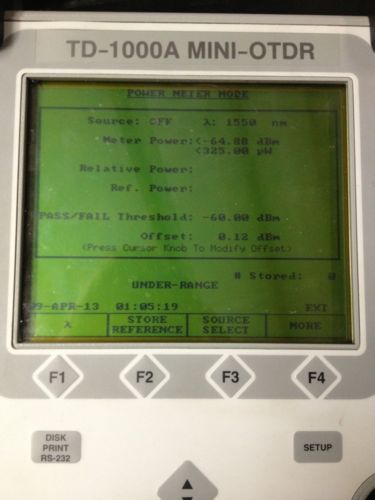 TD-1000A MINI-OTDR
POWER METER MODE
Source: OFF λ: 1550 nm
Meter Power:<-64.88 dBm
<325.00 µW
Relative Power:
Ref. Power:
PASS/FAIL Threshold: -60.00 dBm
Offset: 0.12 dBm
(Press Cursor Knob To Modify Offset)
# Stored: 0
UNDER-RANGE
09-APR-13 01:05:19 EXT
λ STORE REFERENCE SOURCE SELECT MORE
F1 F2 F3 F4
DISK PRINT RS-232 SETUP